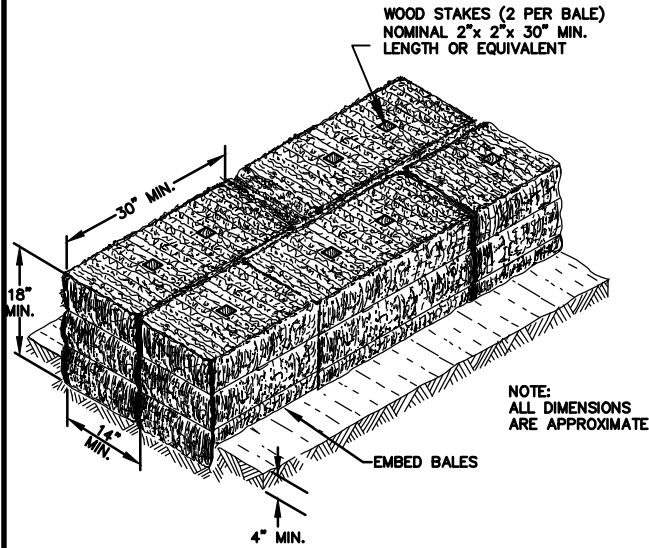 WOOD STAKES (2 PER BALE)
NOMINAL 2"x 2"x 30" MIN.
LENGTH OR EQUIVALENT
30" MIN.
18"
MIN.
14"
MIN.
NOTE:
ALL DIMENSIONS
ARE APPROXIMATE
EMBED BALES
4" MIN.